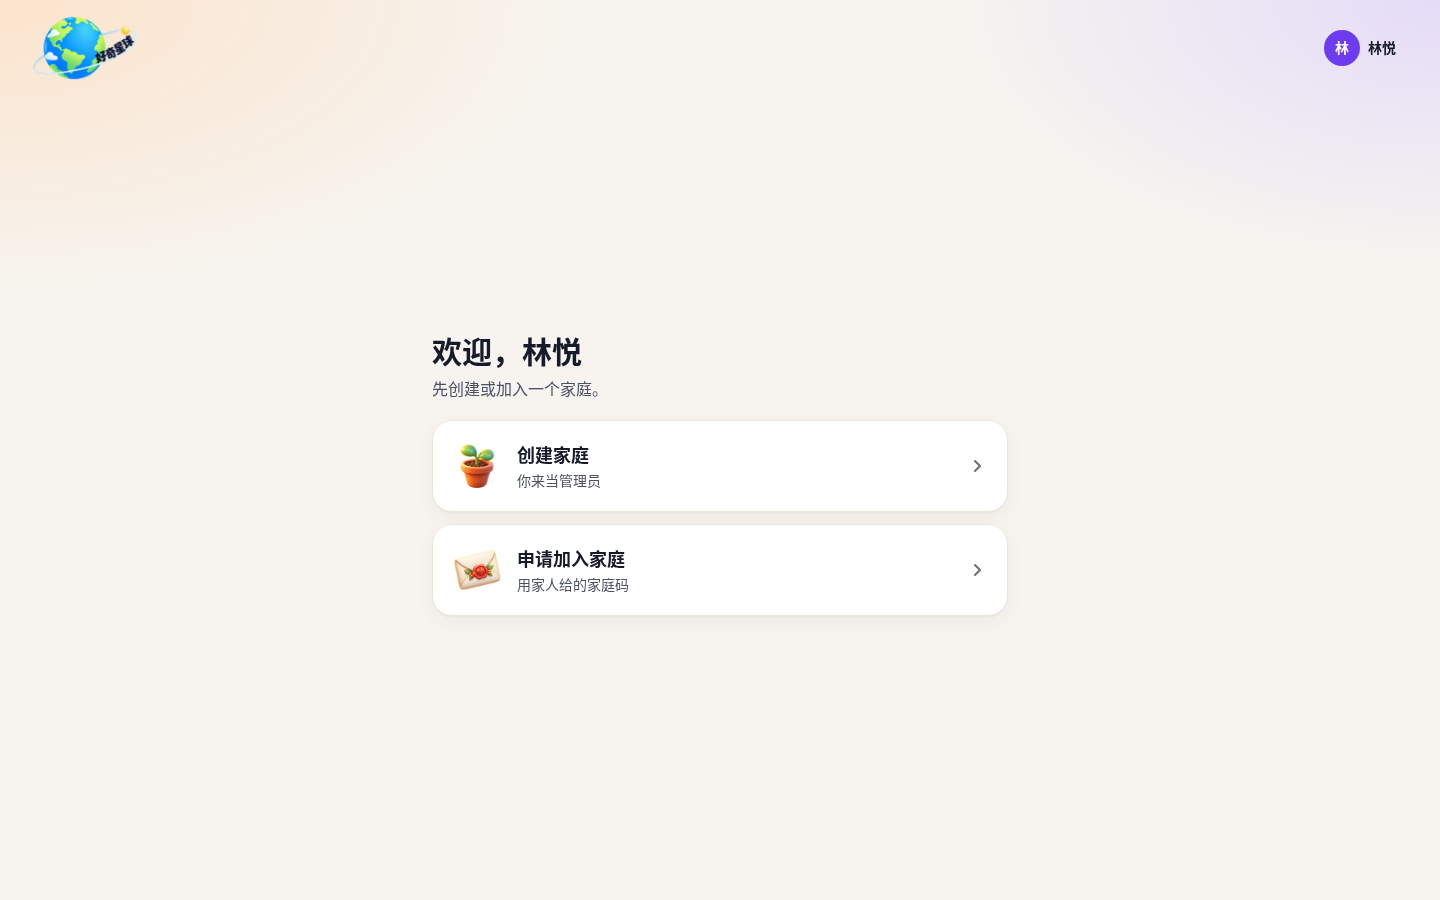 好奇星球
林 林悦
欢迎，林悦
先创建或加入一个家庭。
创建家庭
你来当管理员
申请加入家庭
用家人给的家庭码